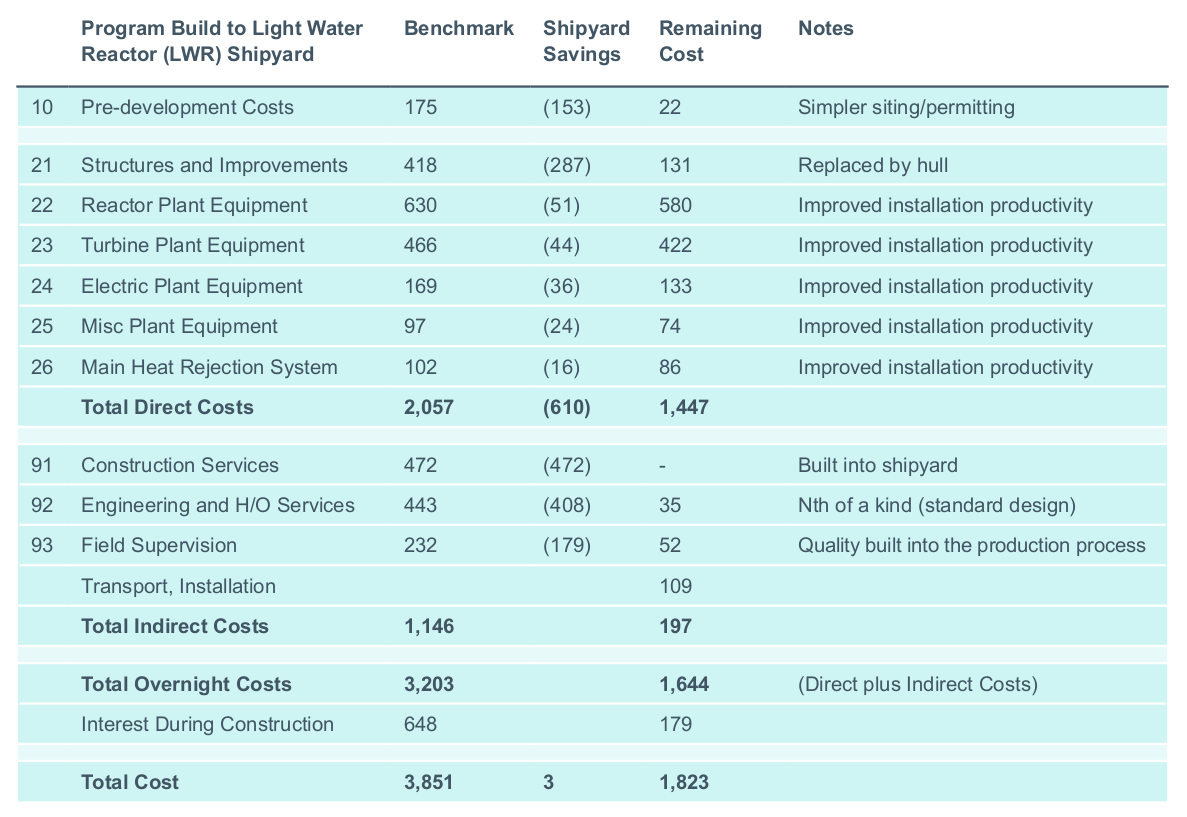 Program Build to Light Water Reactor (LWR) Shipyard Benchmark Shipyard Savings Remaining Cost Notes
10 Pre-development Costs 175 (153) 22 Simpler siting/permitting
21 Structures and Improvements 418 (287) 131 Replaced by hull
22 Reactor Plant Equipment 630 (51) 580 Improved installation productivity
23 Turbine Plant Equipment 466 (44) 422 Improved installation productivity
24 Electric Plant Equipment 169 (36) 133 Improved installation productivity
25 Misc Plant Equipment 97 (24) 74 Improved installation productivity
26 Main Heat Rejection System 102 (16) 86 Improved installation productivity
Total Direct Costs 2,057 (610) 1,447
91 Construction Services 472 (472) - Built into shipyard
92 Engineering and H/O Services 443 (408) 35 Nth of a kind (standard design)
93 Field Supervision 232 (179) 52 Quality built into the production process
Transport, Installation 109
Total Indirect Costs 1,146 197
Total Overnight Costs 3,203 1,644 (Direct plus Indirect Costs)
Interest During Construction 648 179
Total Cost 3,851 3 1,823